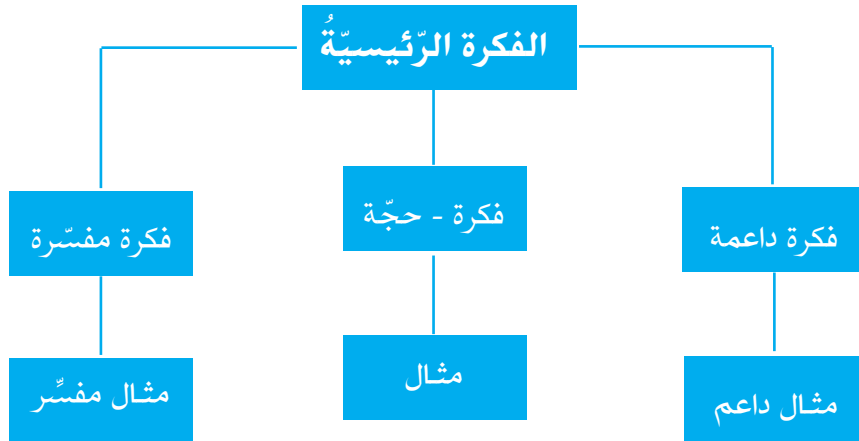 الفكرة الرّئيسيّةُ
فكرة داعمة
فكرة - حجّة
فكرة مفسّرة
مثال داعم
مثال
مثال مفسِّر